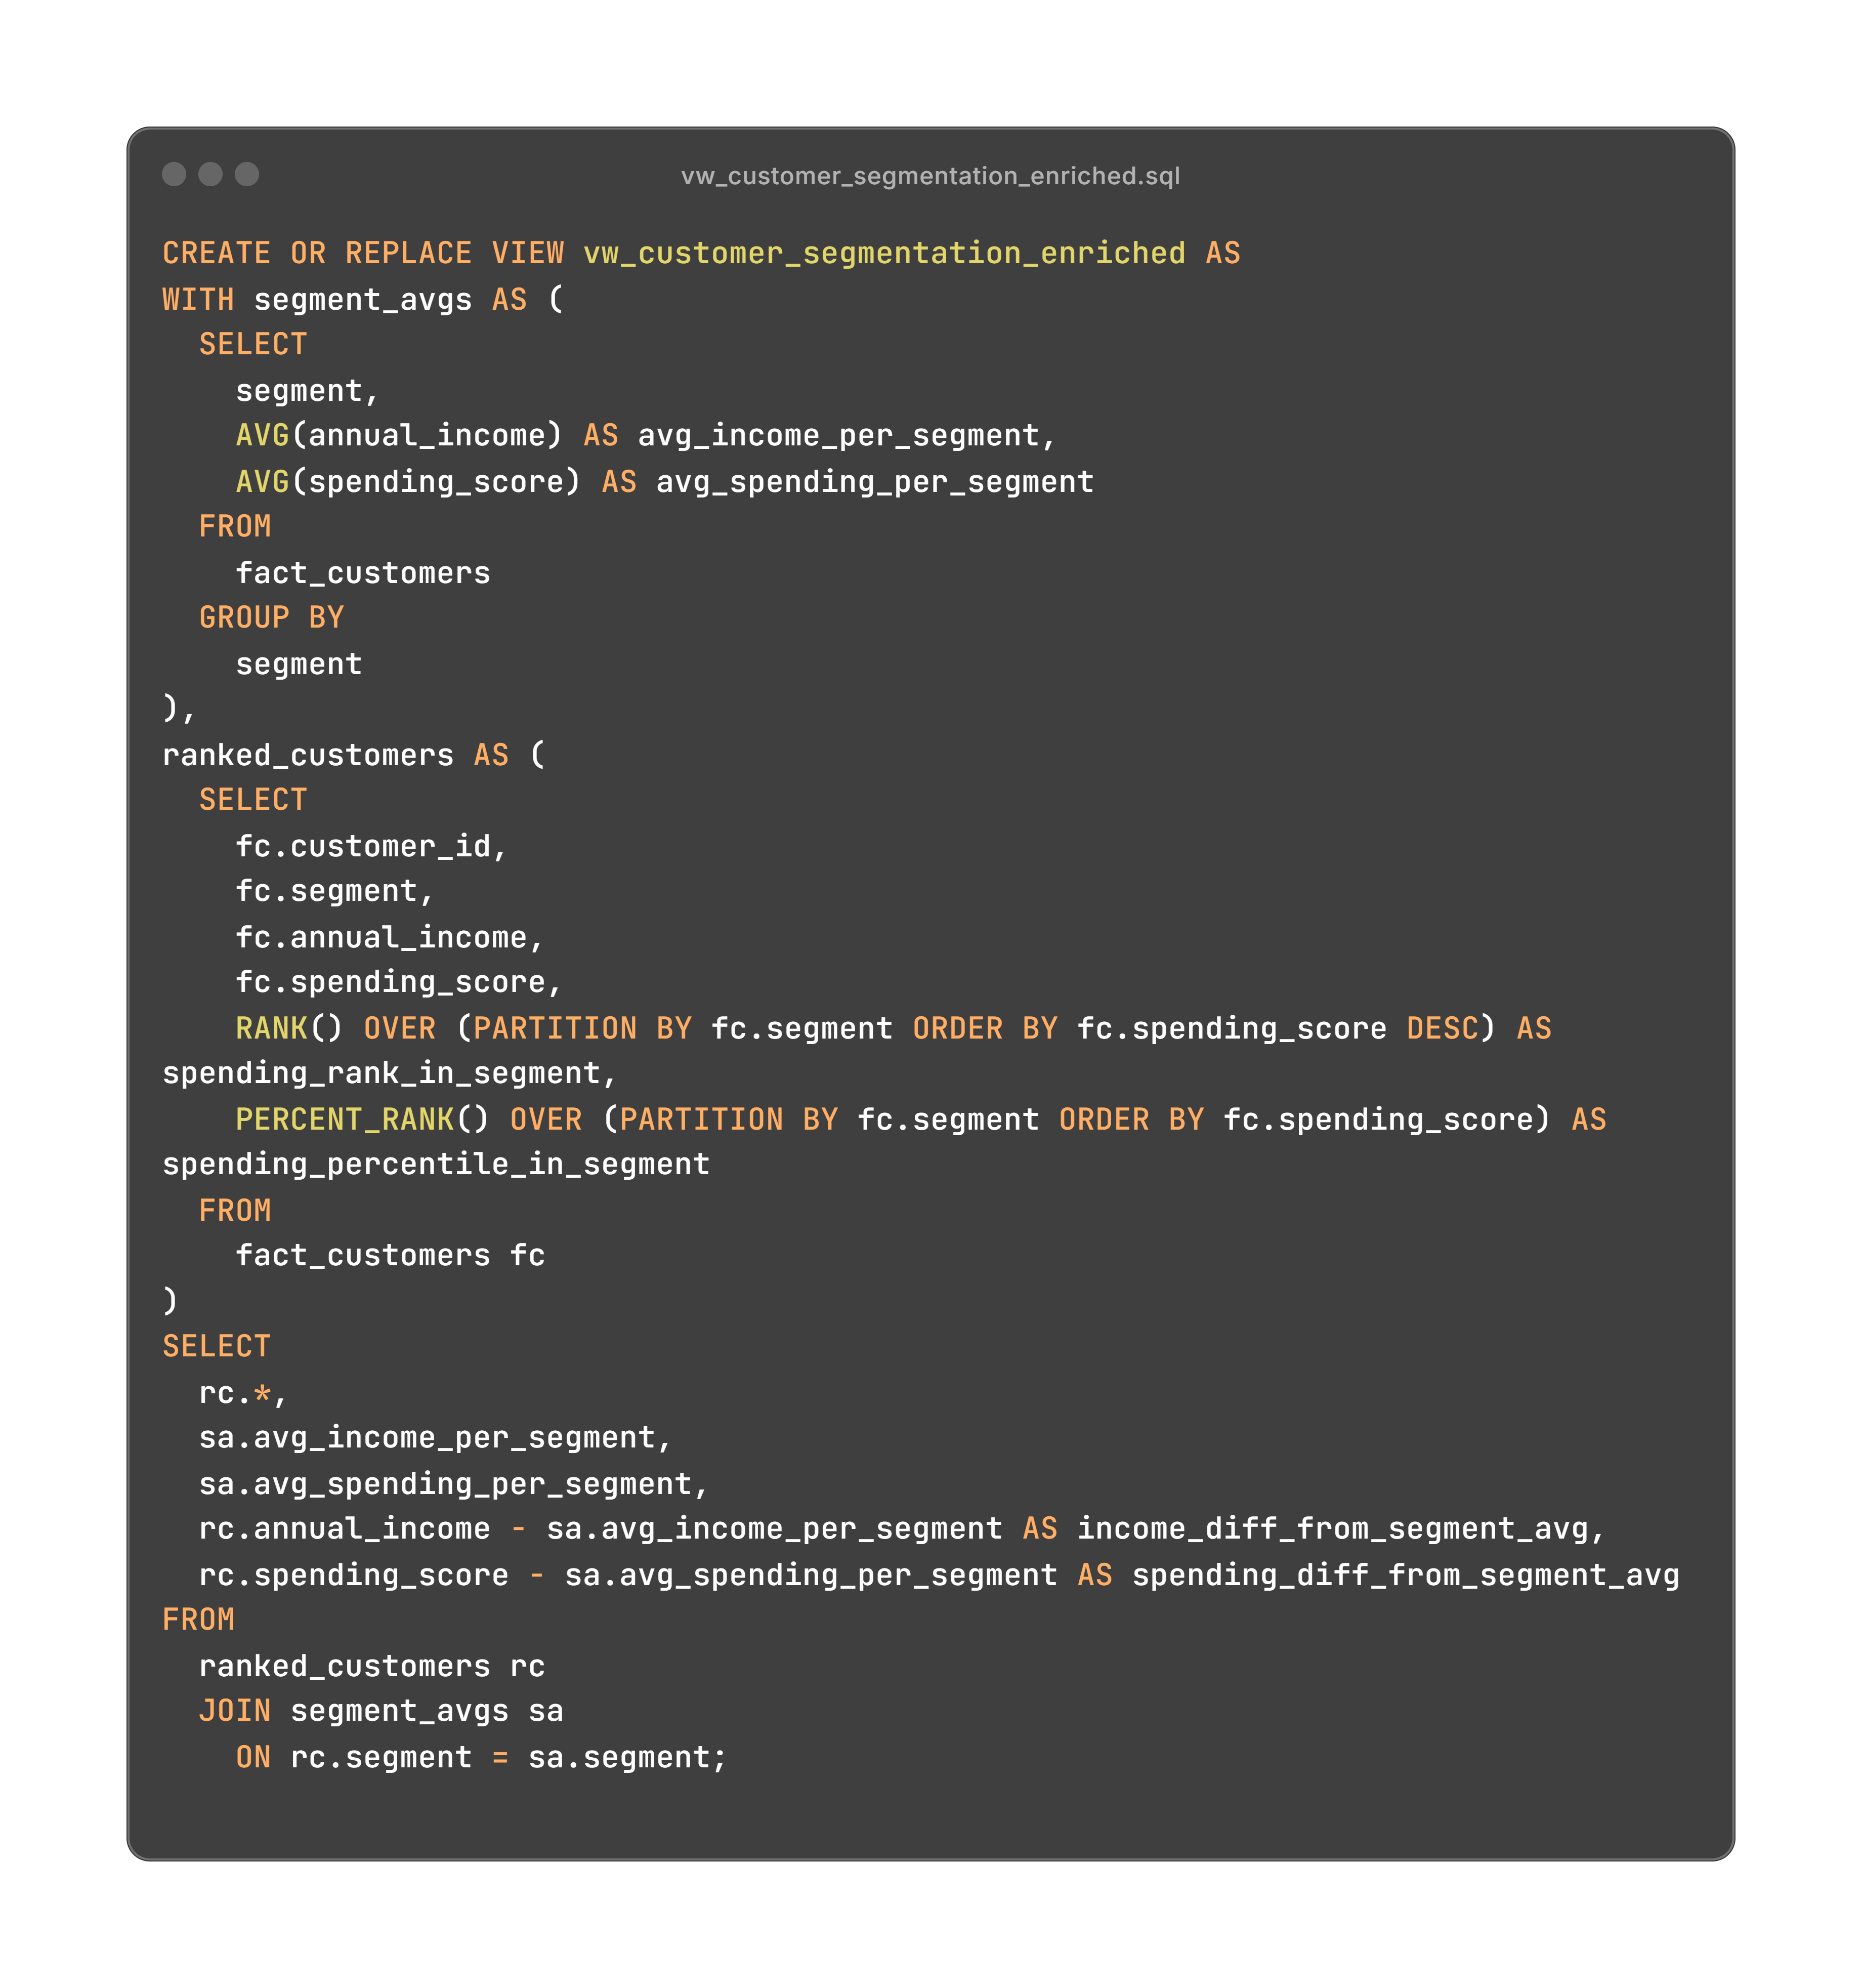 vw_customer_segmentation_enriched.sql
CREATE OR REPLACE VIEW vw_customer_segmentation_enriched AS
WITH segment_avgs AS (
  SELECT
    segment,
    AVG(annual_income) AS avg_income_per_segment,
    AVG(spending_score) AS avg_spending_per_segment
  FROM
    fact_customers
  GROUP BY
    segment
),
ranked_customers AS (
  SELECT
    fc.customer_id,
    fc.segment,
    fc.annual_income,
    fc.spending_score,
    RANK() OVER (PARTITION BY fc.segment ORDER BY fc.spending_score DESC) AS
spending_rank_in_segment,
    PERCENT_RANK() OVER (PARTITION BY fc.segment ORDER BY fc.spending_score) AS
spending_percentile_in_segment
  FROM
    fact_customers fc
)
SELECT
  rc.*,
  sa.avg_income_per_segment,
  sa.avg_spending_per_segment,
  rc.annual_income - sa.avg_income_per_segment AS income_diff_from_segment_avg,
  rc.spending_score - sa.avg_spending_per_segment AS spending_diff_from_segment_avg
FROM
  ranked_customers rc
  JOIN segment_avgs sa
    ON rc.segment = sa.segment;